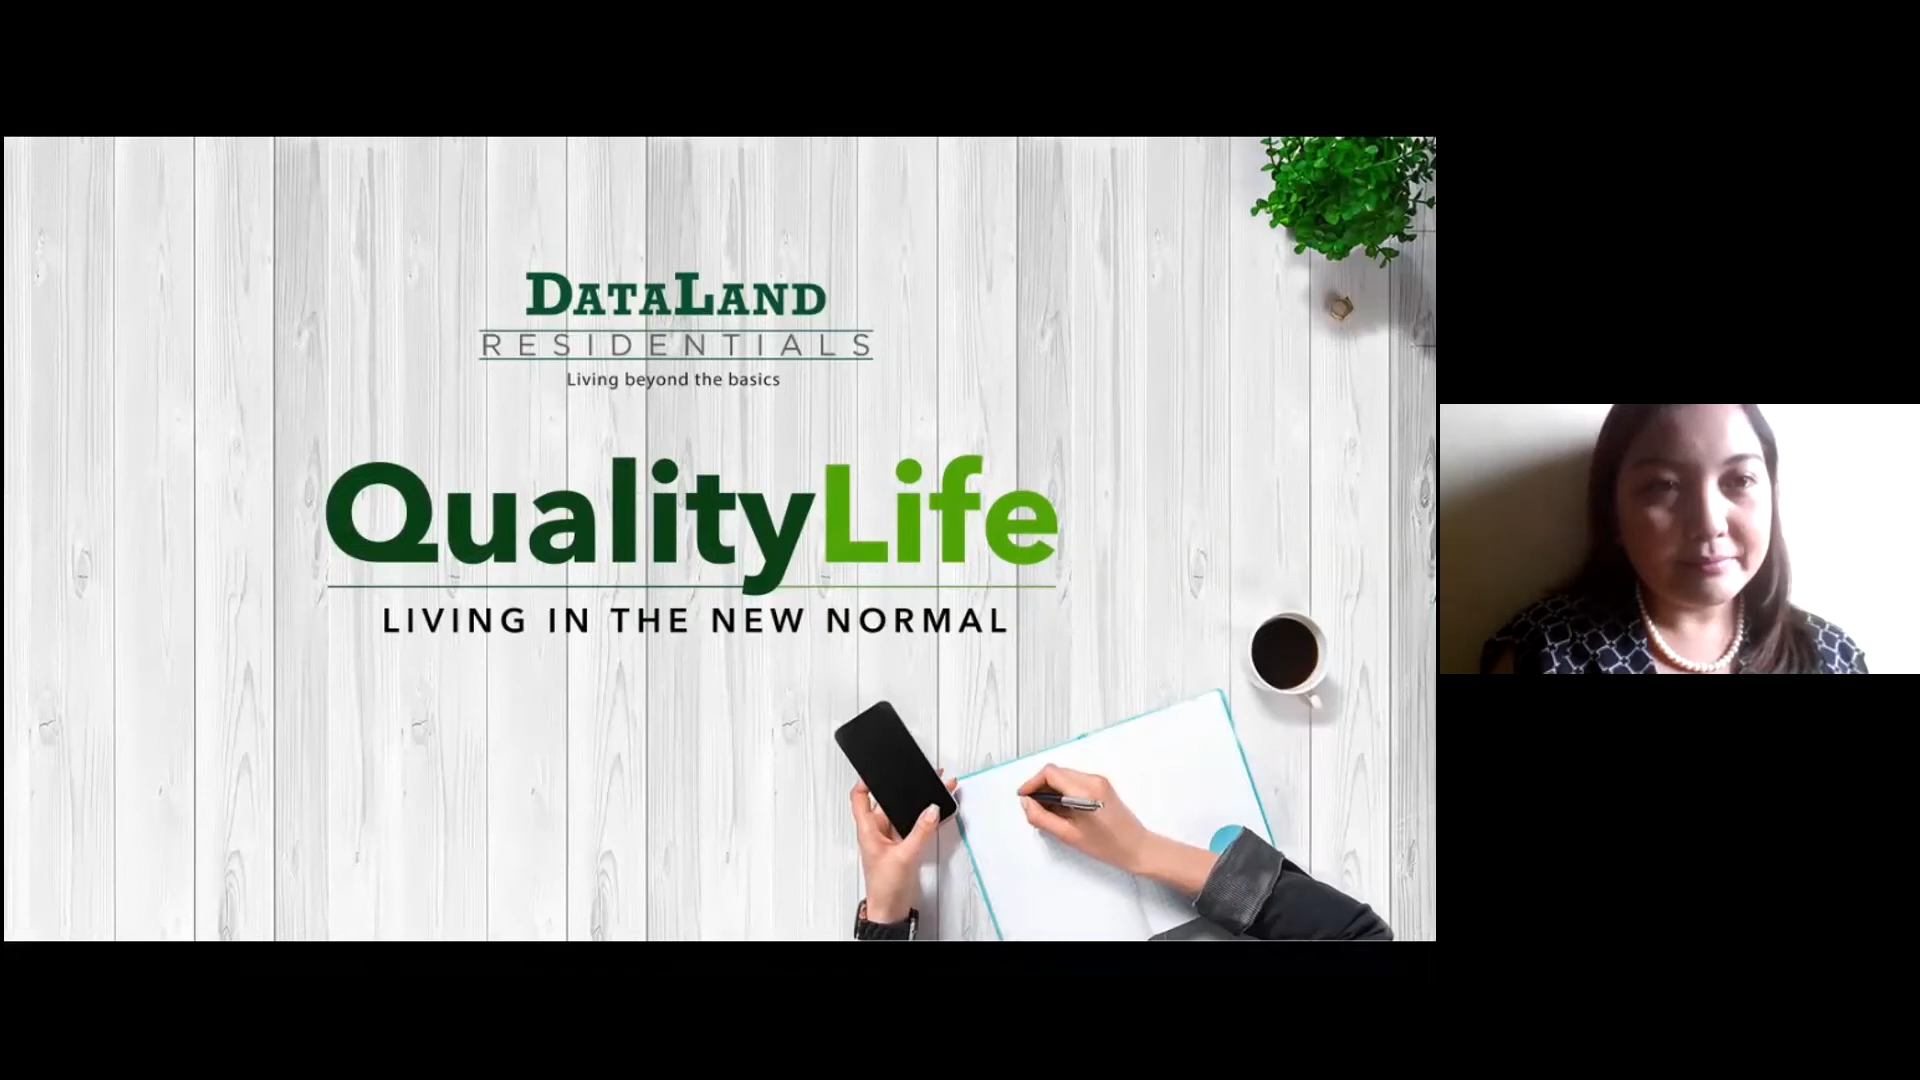 DATALAND
RESIDENTIALS
Living beyond the basics
QualityLife
LIVING IN THE NEW NORMAL